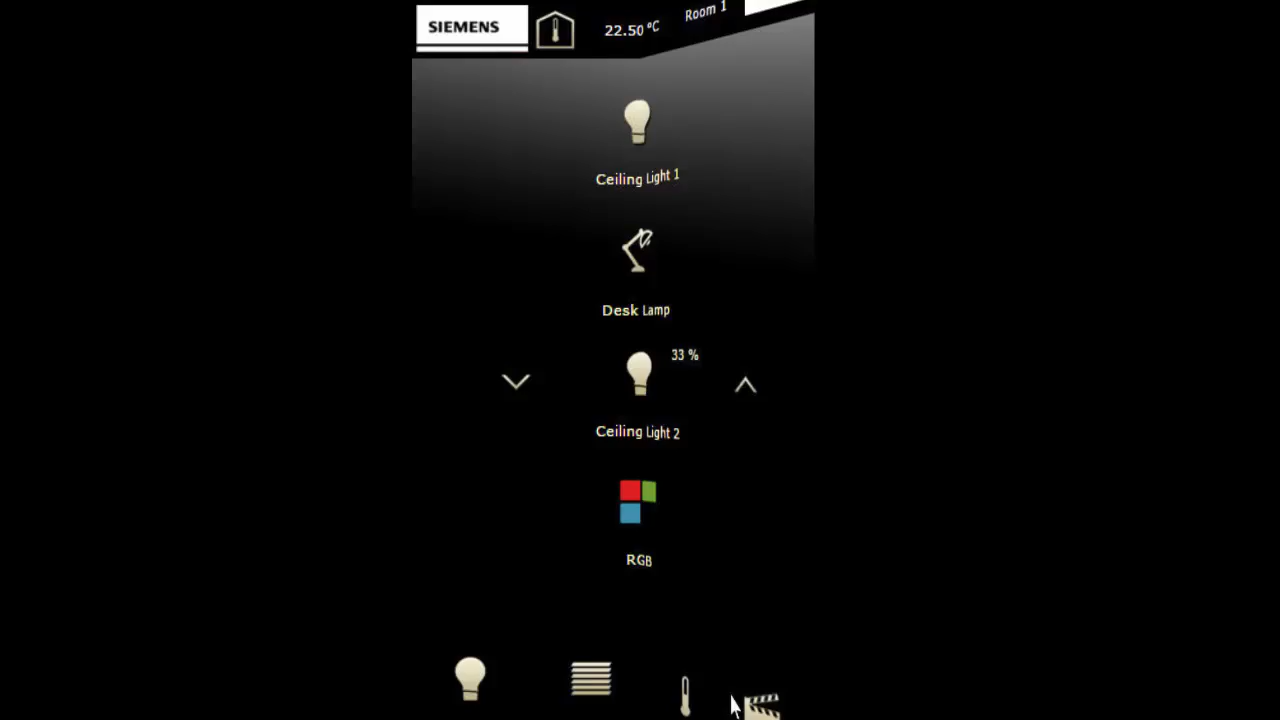 SIEMENS
22.50 °C
Room 1
Ceiling Light 1
Desk Lamp
33 %
Ceiling Light 2
RGB